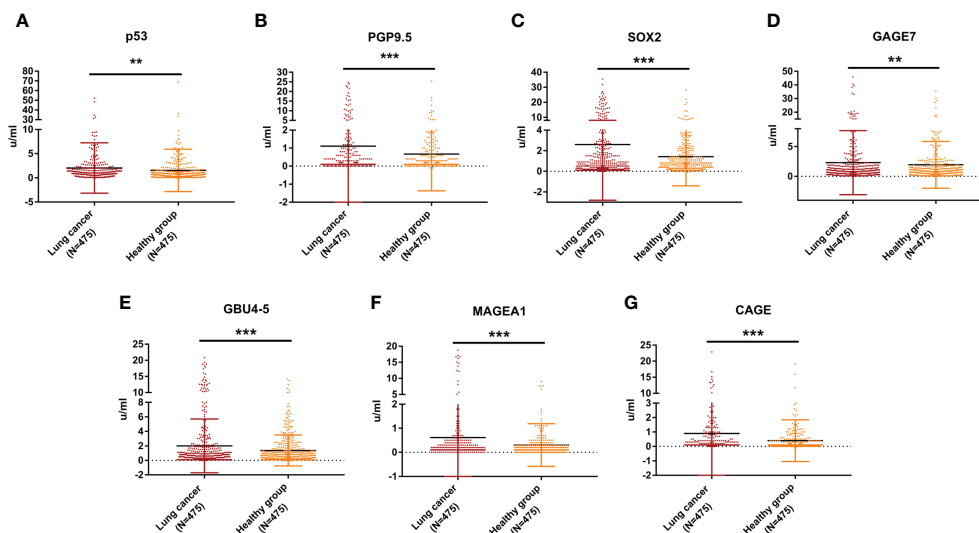 A
p53
**
80
70
60
50
40
30
20
10
5
0
-5
u/ml
Lung cancer
(N=475)
Healthy group
(N=475)
B
PGP9.5
***
30
25
20
15
10
5
2
1
0
-1
-2
u/ml
Lung cancer
(N=475)
Healthy group
(N=475)
C
SOX2
***
40
30
20
10
6
4
2
0
-2
u/ml
Lung cancer
(N=475)
Healthy group
(N=475)
D
GAGE7
**
50
40
30
20
10
5
0
u/ml
Lung cancer
(N=475)
Healthy group
(N=475)
E
GBU4-5
***
25
20
15
10
8
6
4
2
0
-2
u/ml
Lung cancer
(N=475)
Healthy group
(N=475)
F
MAGEA1
***
20
15
10
5
2
1
0
-1
u/ml
Lung cancer
(N=475)
Healthy group
(N=475)
G
CAGE
***
25
20
15
10
5
3
2
1
0
-1
-2
u/ml
Lung cancer
(N=475)
Healthy group
(N=475)